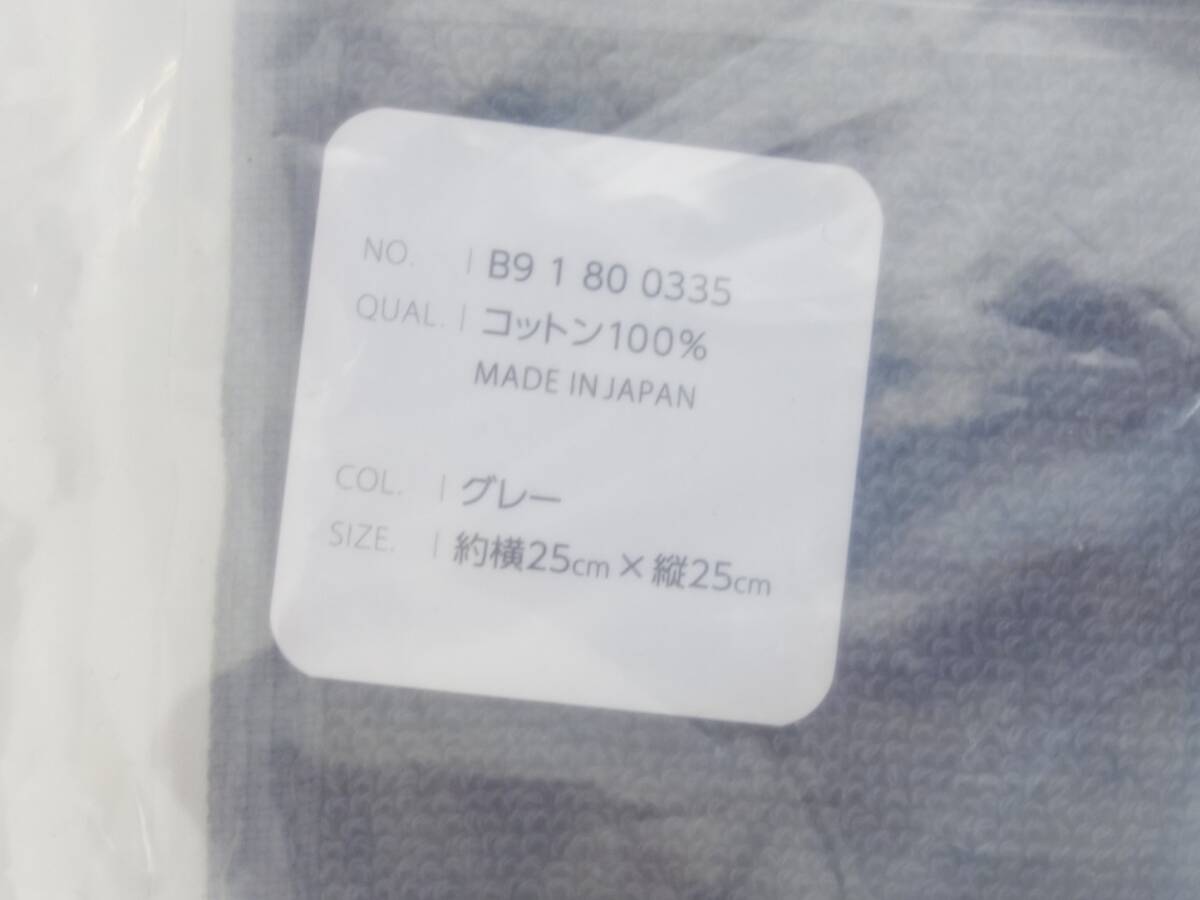 NO. | B9 1 80 0335
QUAL. | コットン100%
MADE IN JAPAN
COL. | グレー
SIZE. | 約横25cm×縦25cm